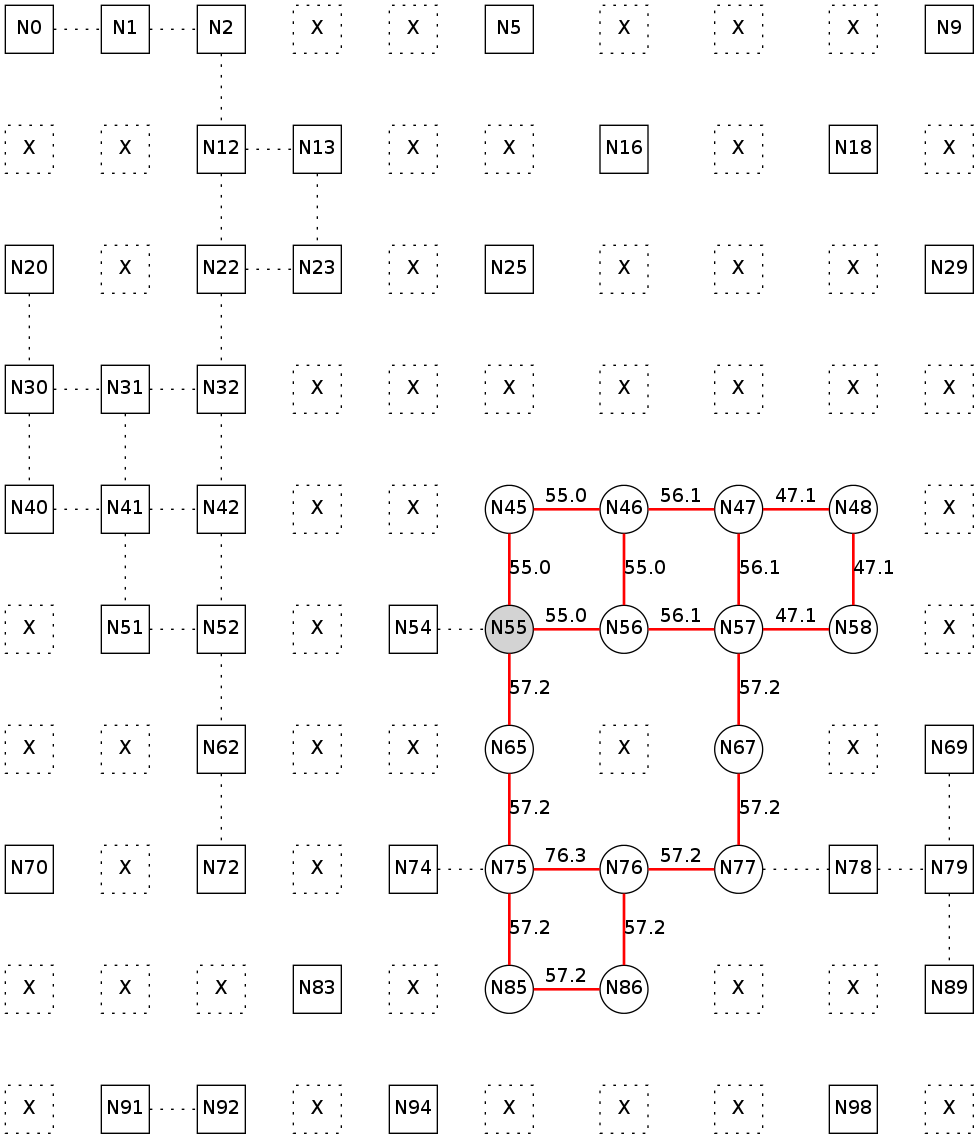 N0 N1 N2 X X N5 X X X N9
X X N12 N13 X X N16 X N18 X
N20 X N22 N23 X N25 X X X N29
N30 N31 N32 X X X X X X X
55.0 56.1 47.1
N40 N41 N42 X X N45 N46 N47 N48 X
55.0 55.0 56.1 47.1
55.0 56.1 47.1
X N51 N52 X N54 N55 N56 N57 N58 X
57.2 57.2
X X N62 X X N65 X N67 X N69
57.2 57.2
76.3 57.2
N70 X N72 X N74 N75 N76 N77 N78 N79
57.2 57.2
57.2
X X X N83 X N85 N86 X X N89
X N91 N92 X N94 X X X N98 X